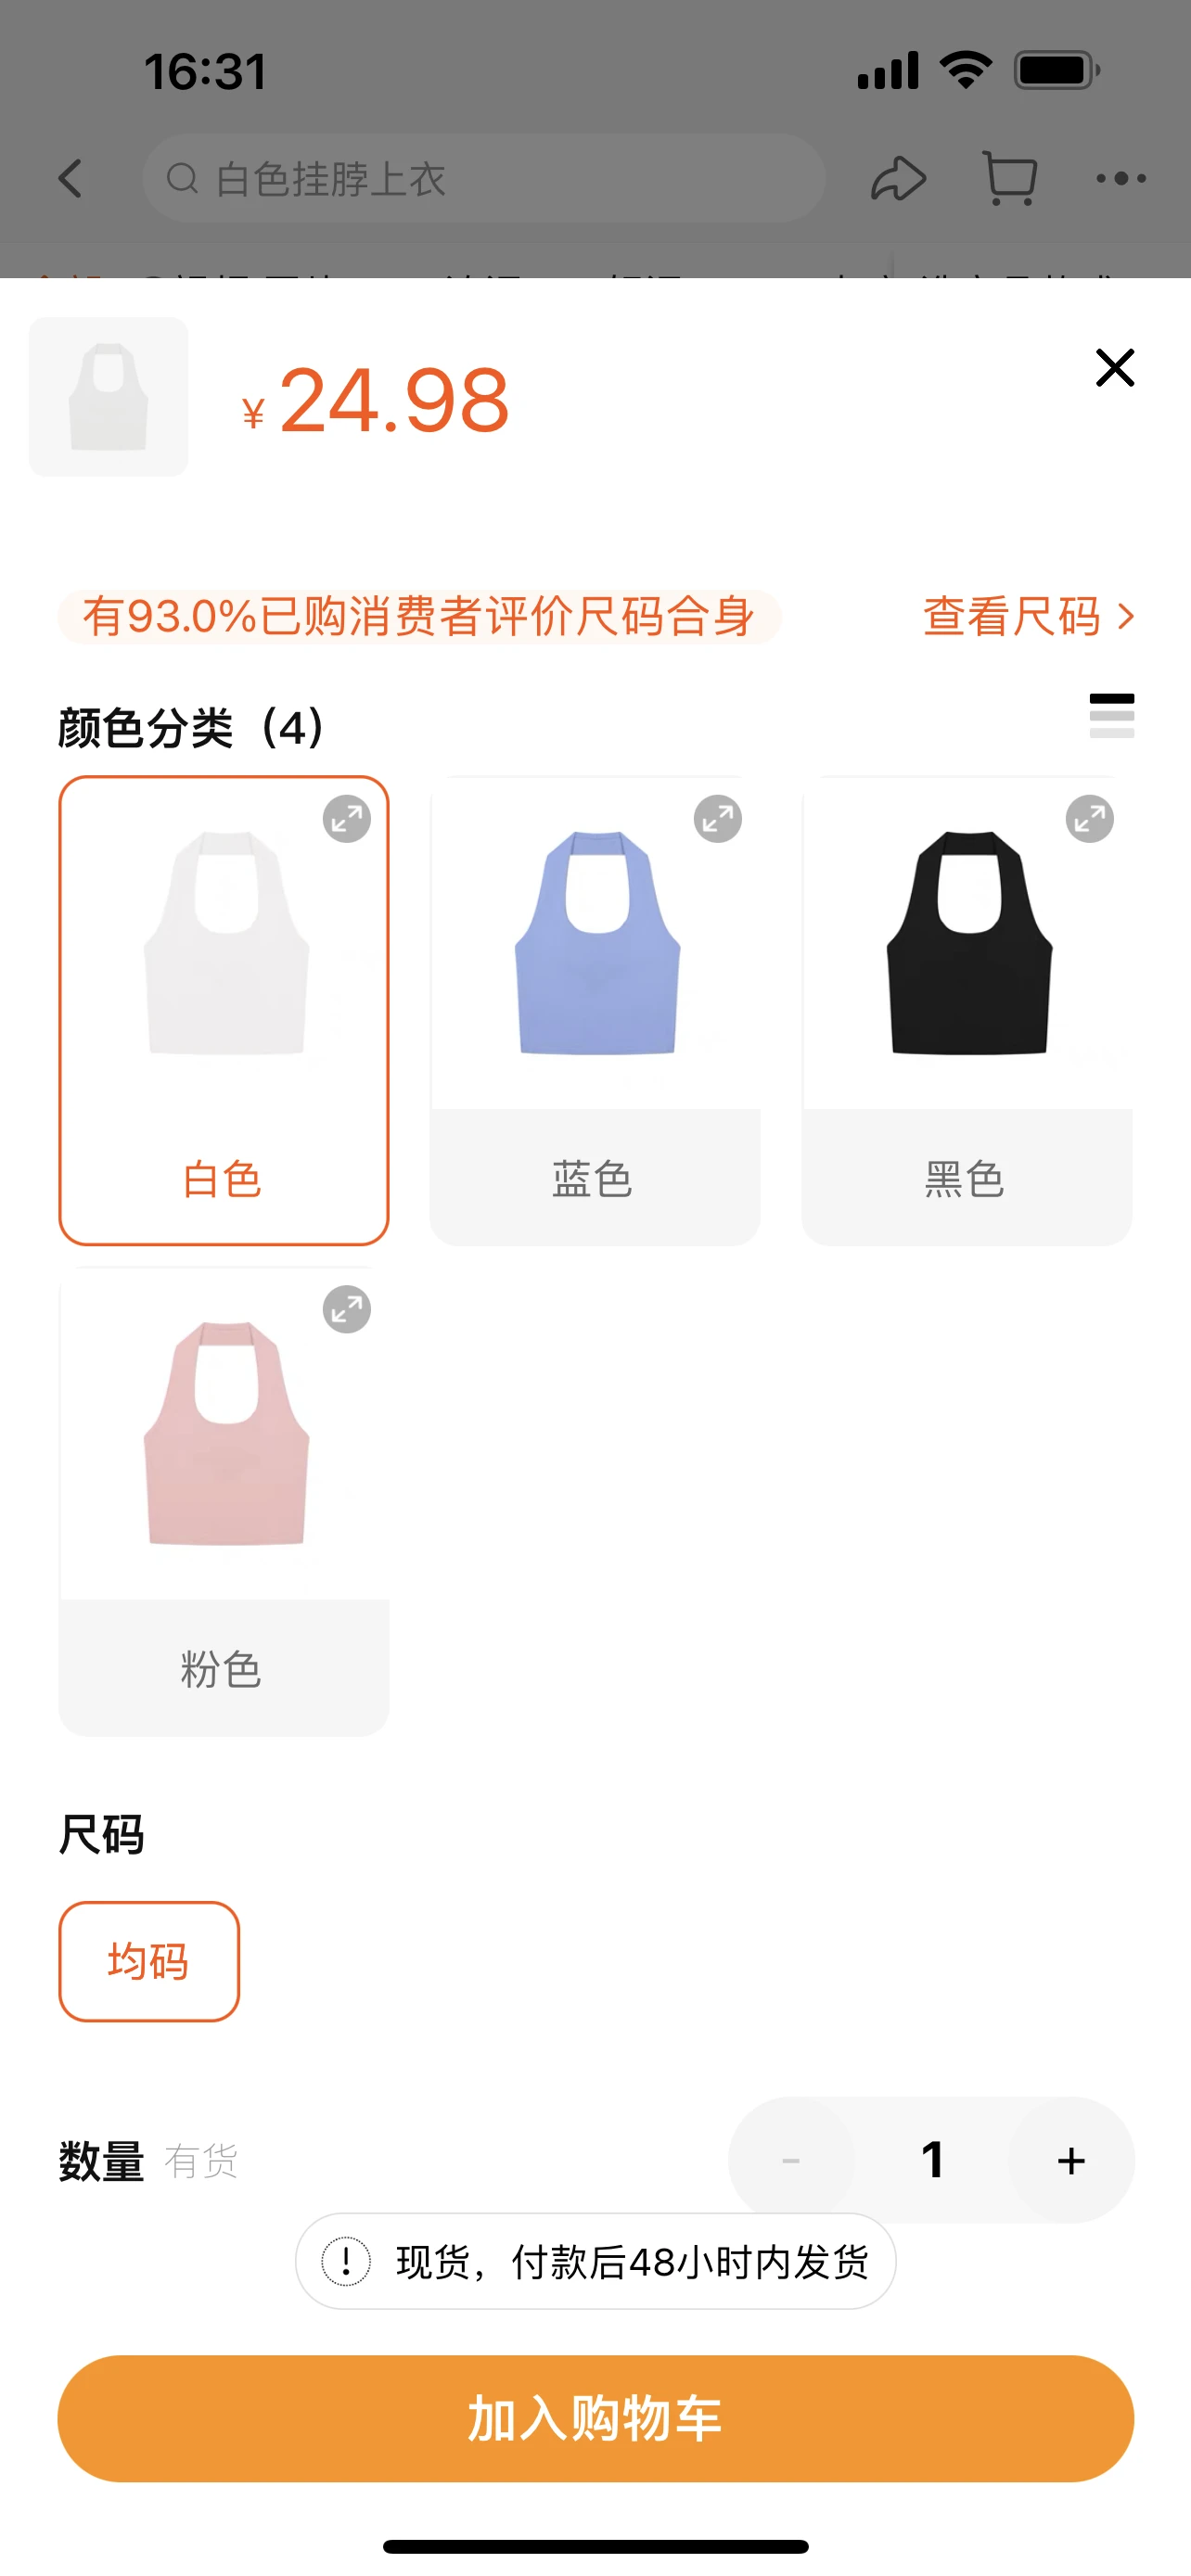 16:31
白色挂脖上衣
¥24.98
有93.0%已购消费者评价尺码合身
查看尺码 >
颜色分类（4）
白色
蓝色
黑色
粉色
尺码
均码
数量 有货
- 1 +
现货，付款后48小时内发货
加入购物车